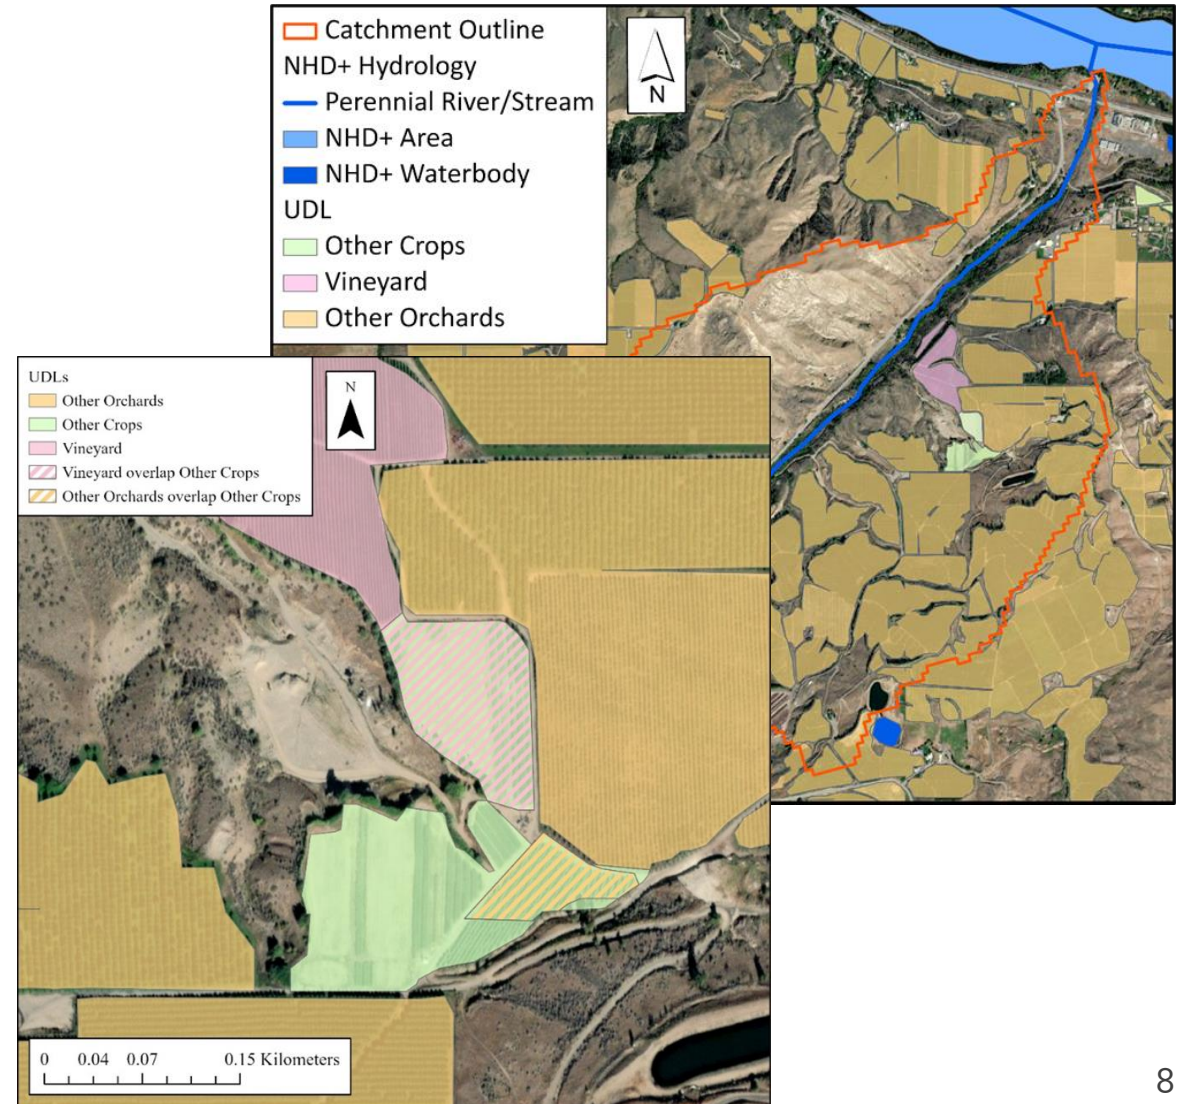 Catchment Outline
NHD+ Hydrology
Perennial River/Stream
NHD+ Area
NHD+ Waterbody
UDL
Other Crops
Vineyard
Other Orchards
N
UDLs
Other Orchards
Other Crops
Vineyard
Vineyard overlap Other Crops
Other Orchards overlap Other Crops
N
0 0.04 0.07 0.15 Kilometers
8